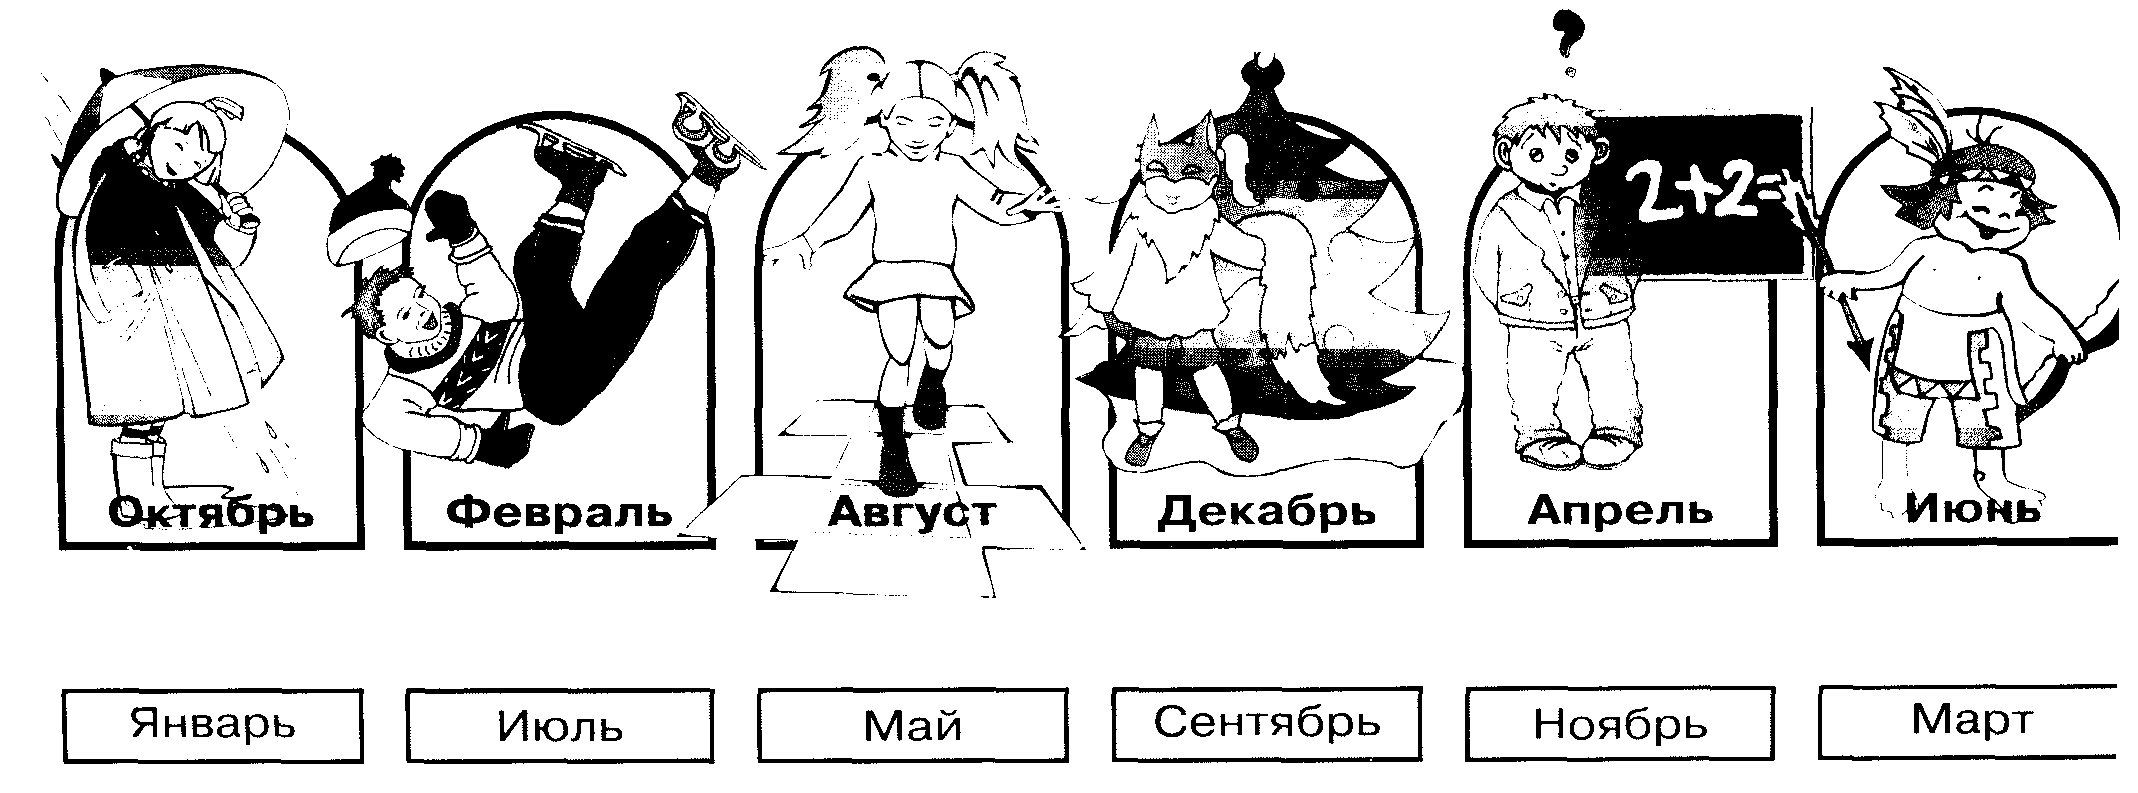 ?
2+2=
Октябрь Февраль Август Декабрь Апрель Июнь
Январь Июль Май Сентябрь Ноябрь Март